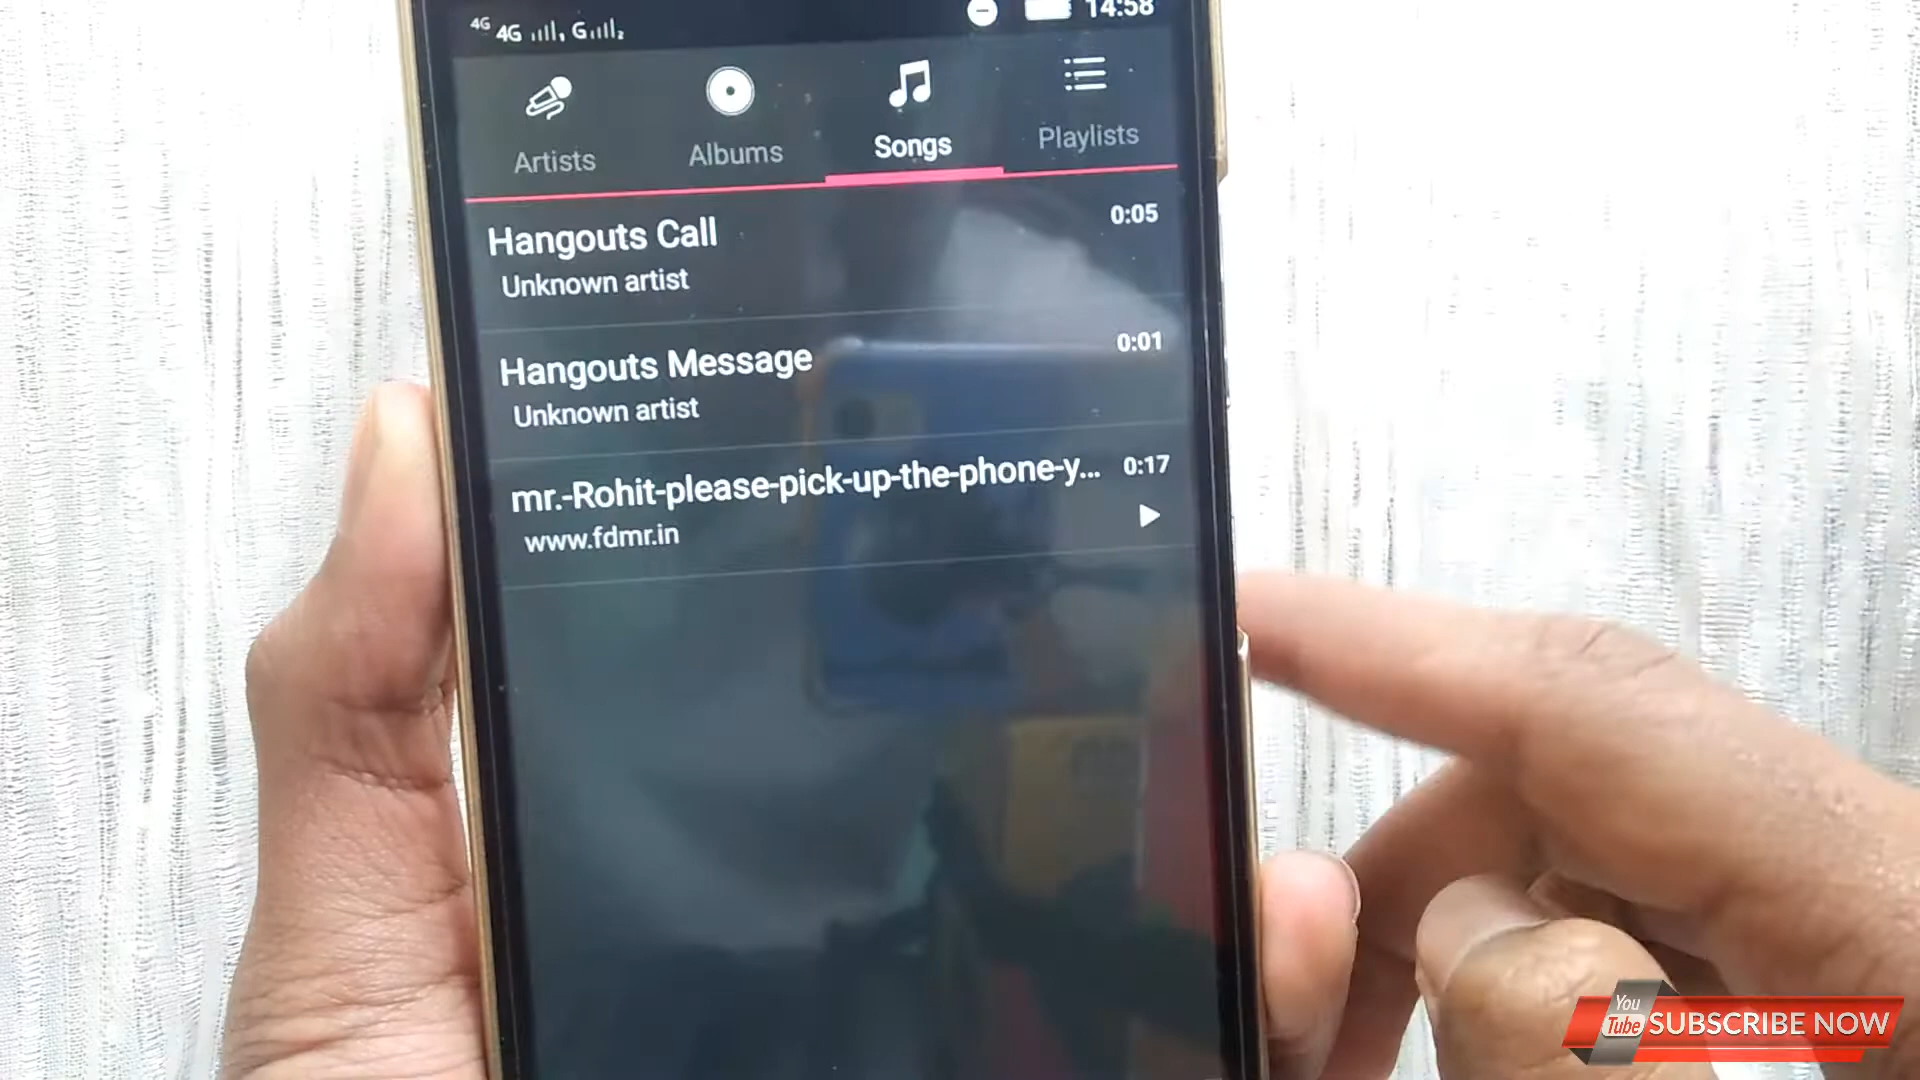 4G 4G G 2 14:58
Artists Albums Songs Playlists
Hangouts Call 0:05
Unknown artist
Hangouts Message 0:01
Unknown artist
mr.-Rohit-please-pick-up-the-phone-y... 0:17
www.fdmr.in
You
Tube SUBSCRIBE NOW